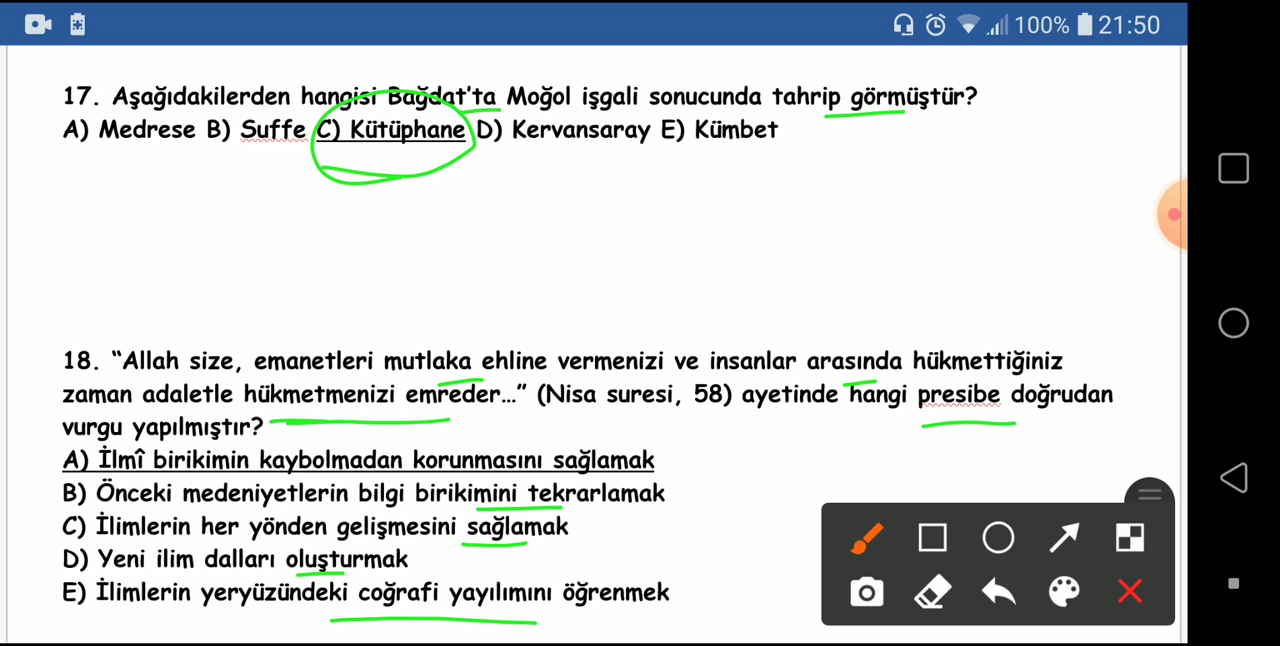 100% 21:50
17. Aşağıdakilerden hangisi Bağdat'ta Moğol işgali sonucunda tahrip görmüştür?
A) Medrese B) Suffe C) Kütüphane D) Kervansaray E) Kümbet
18. “Allah size, emanetleri mutlaka ehline vermenizi ve insanlar arasında hükmettiğiniz
zaman adaletle hükmetmenizi emreder…” (Nisa suresi, 58) ayetinde hangi presibe doğrudan
vurgu yapılmıştır?
A) İlmî birikimin kaybolmadan korunmasını sağlamak
B) Önceki medeniyetlerin bilgi birikimini tekrarlamak
C) İlimlerin her yönden gelişmesini sağlamak
D) Yeni ilim dalları oluşturmak
E) İlimlerin yeryüzündeki coğrafi yayılımını öğrenmek